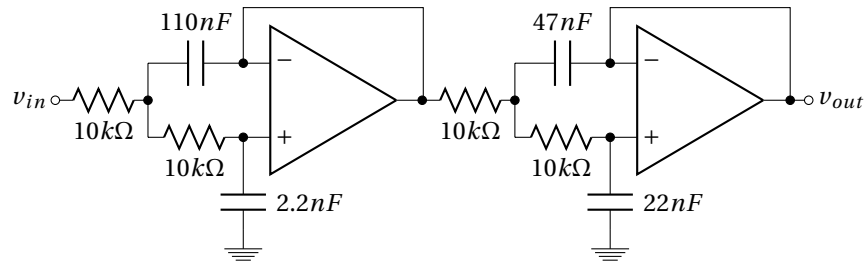 110nF
47nF
−
−
v_in
v_out
10kΩ
10kΩ
+
+
10kΩ
10kΩ
2.2nF
22nF